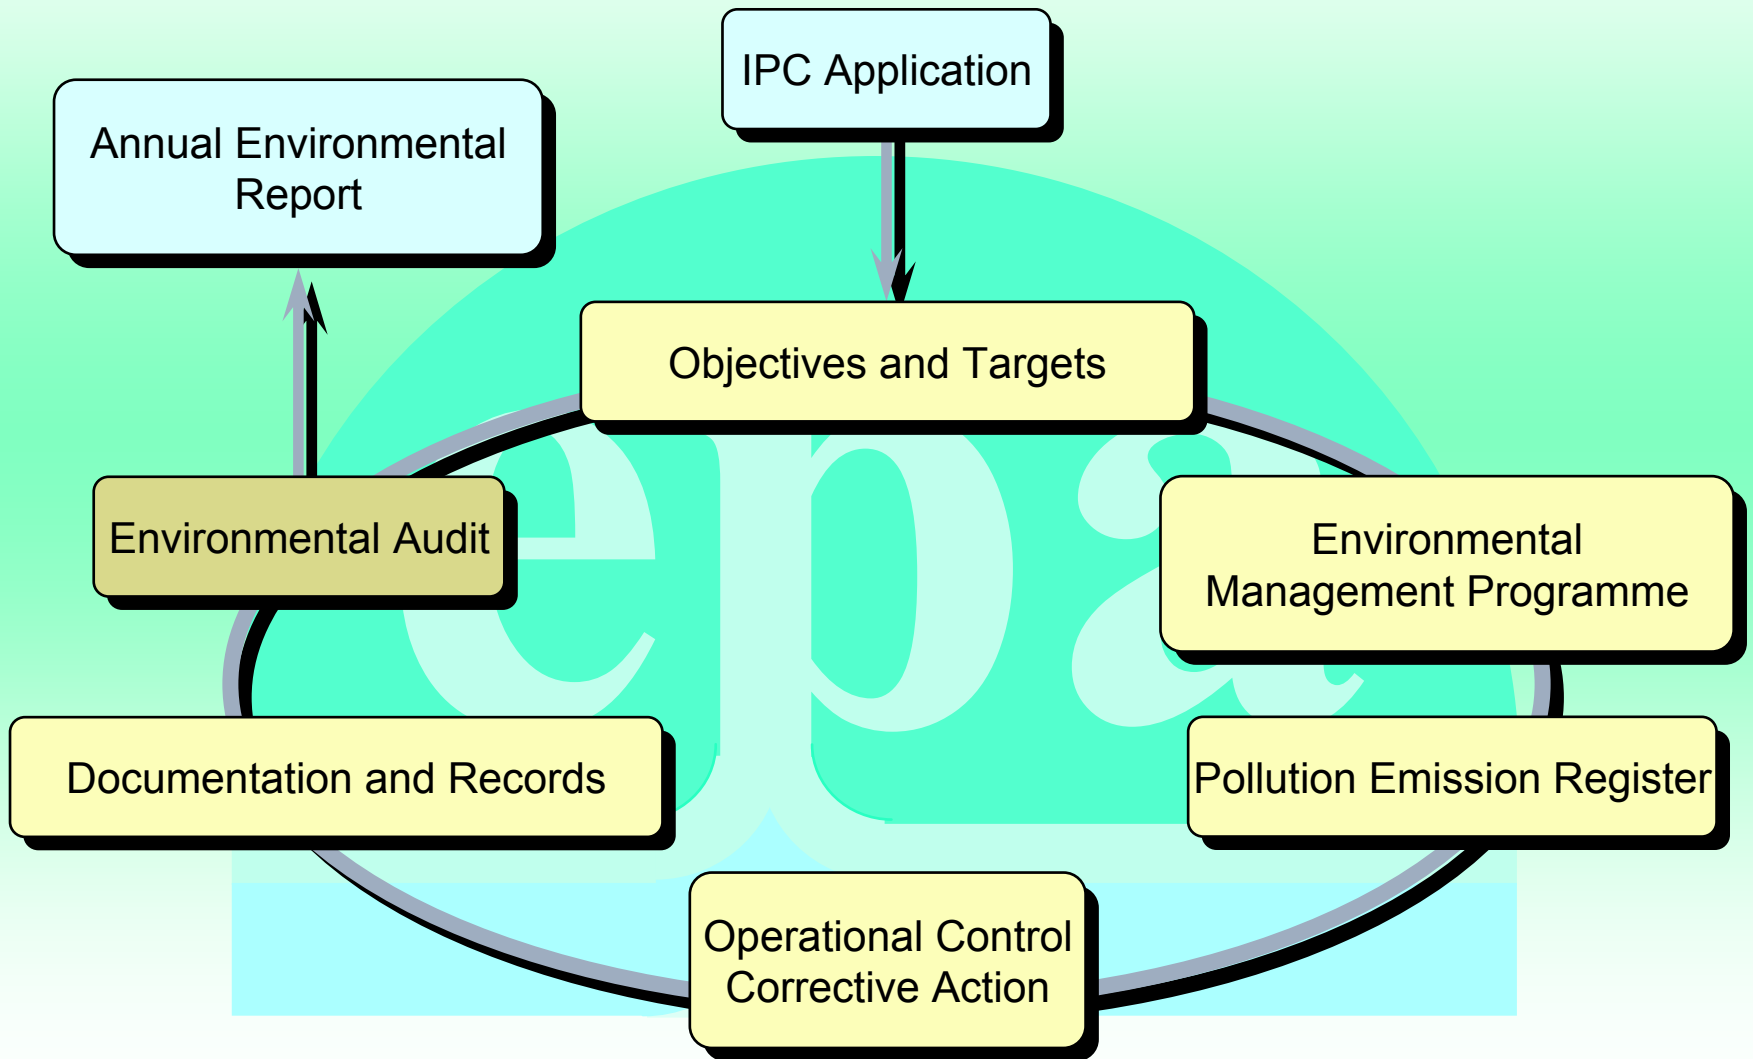 IPC Application
Annual Environmental
Report
Objectives and Targets
Environmental Audit
Environmental
Management Programme
Documentation and Records
Pollution Emission Register
Operational Control
Corrective Action
epa